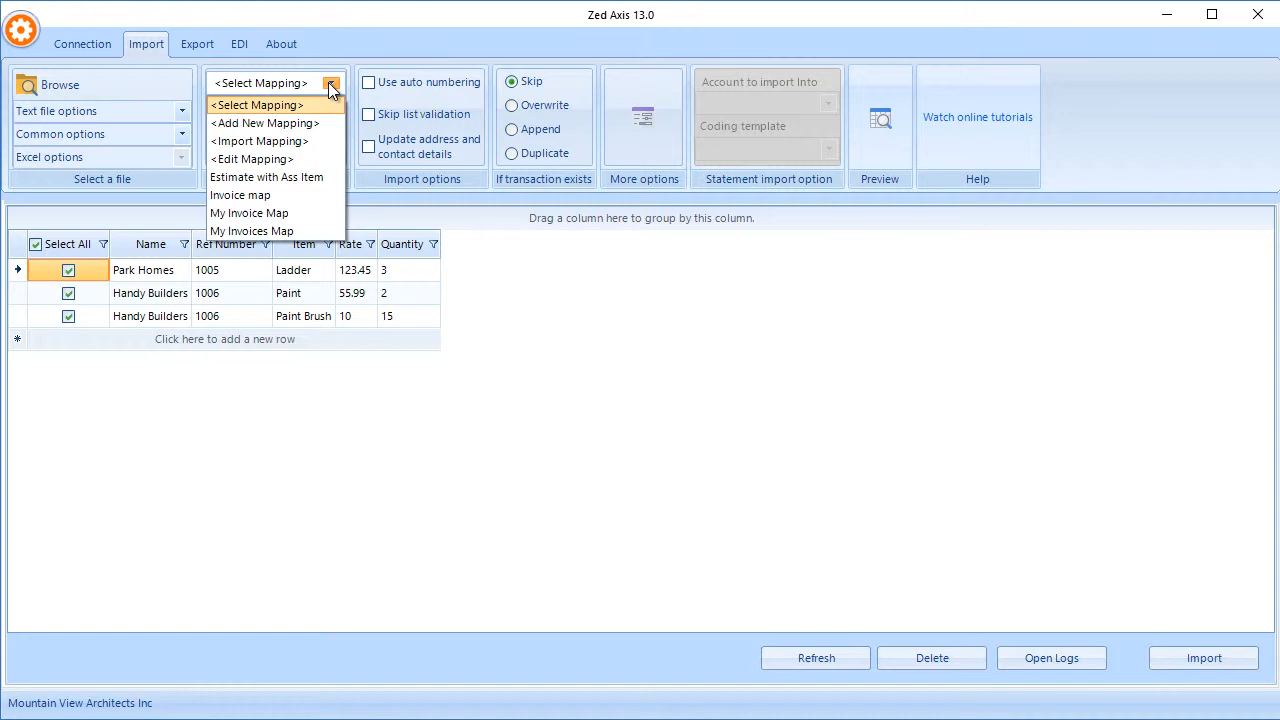 Zed Axis 13.0
Connection
Import
Export
EDI
About
Browse
Text file options
Common options
Excel options
Select a file
<Select Mapping>
<Select Mapping>
<Add New Mapping>
<Import Mapping>
<Edit Mapping>
Estimate with Ass Item
Invoice map
My Invoice Map
My Invoices Map
Use auto numbering
Skip list validation
Update address and
contact details
Import options
Skip
Overwrite
Append
Duplicate
If transaction exists
More options
Account to import Into
Coding template
Statement import option
Preview
Watch online tutorials
Help
Drag a column here to group by this column.
Select All Name Ref Number Item Rate Quantity
Park Homes 1005 Ladder 123.45 3
Handy Builders 1006 Paint 55.99 2
Handy Builders 1006 Paint Brush 10 15
Click here to add a new row
Refresh
Delete
Open Logs
Import
Mountain View Architects Inc